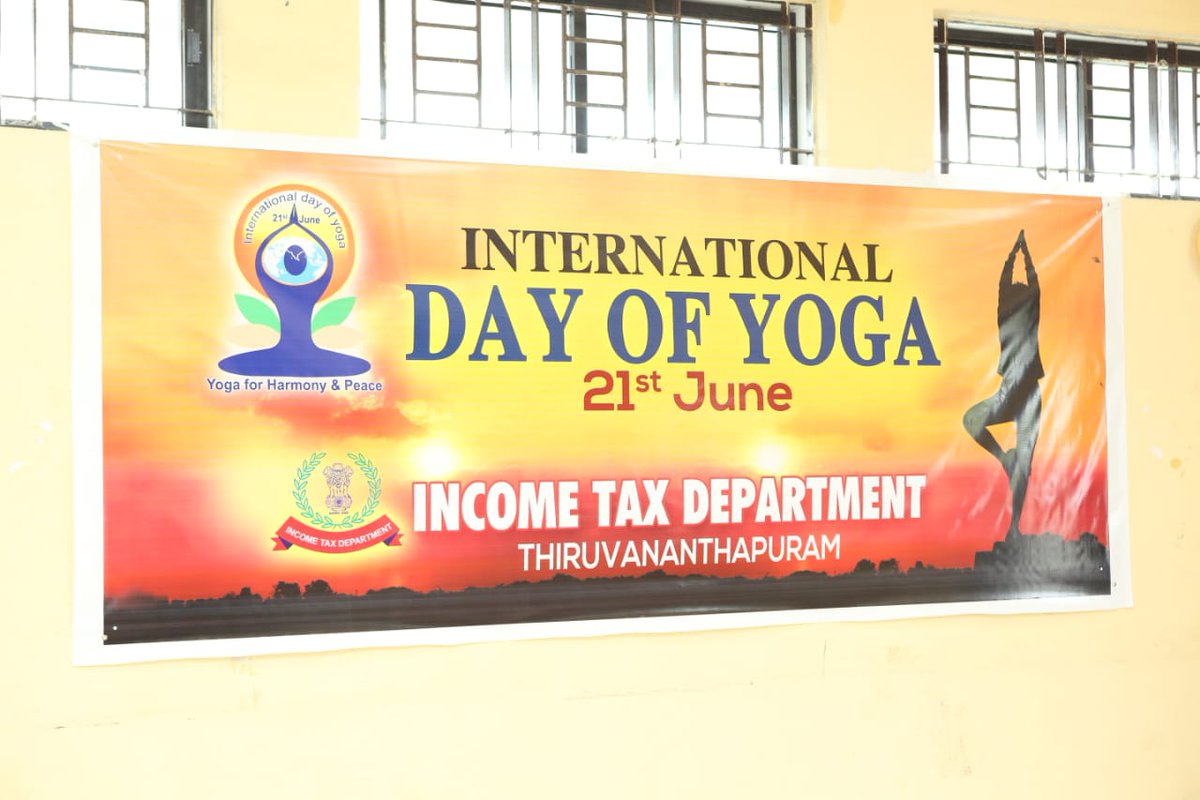 International day of yoga
21st June
Yoga for Harmony & Peace
INTERNATIONAL
DAY OF YOGA
21st June
INCOME TAX DEPARTMENT
INCOME TAX DEPARTMENT
THIRUVANANTHAPURAM